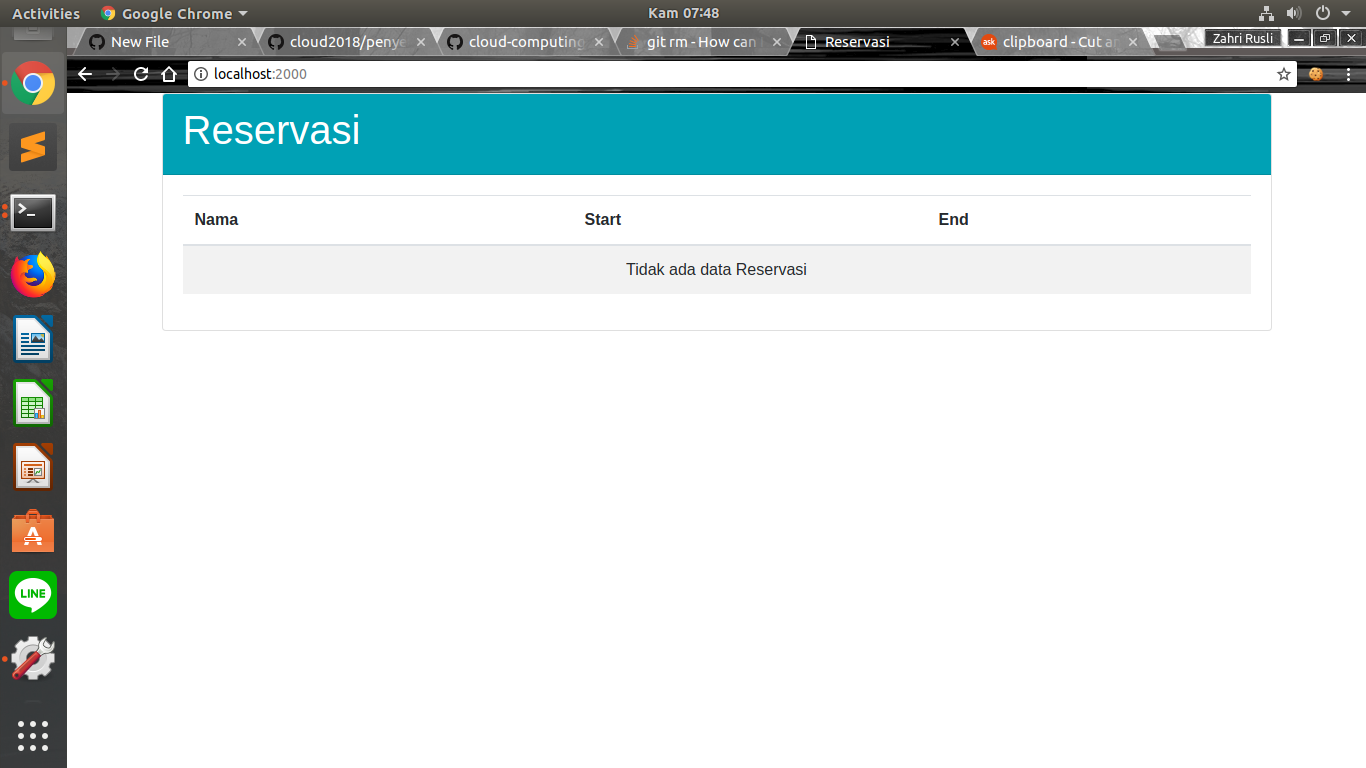 Activities Google Chrome Kam 07:48
New File cloud2018/penye cloud-computing git rm - How can Reservasi ask clipboard - Cut a Zahri Rusli
localhost:2000
Reservasi
Nama Start End
Tidak ada data Reservasi
LINE